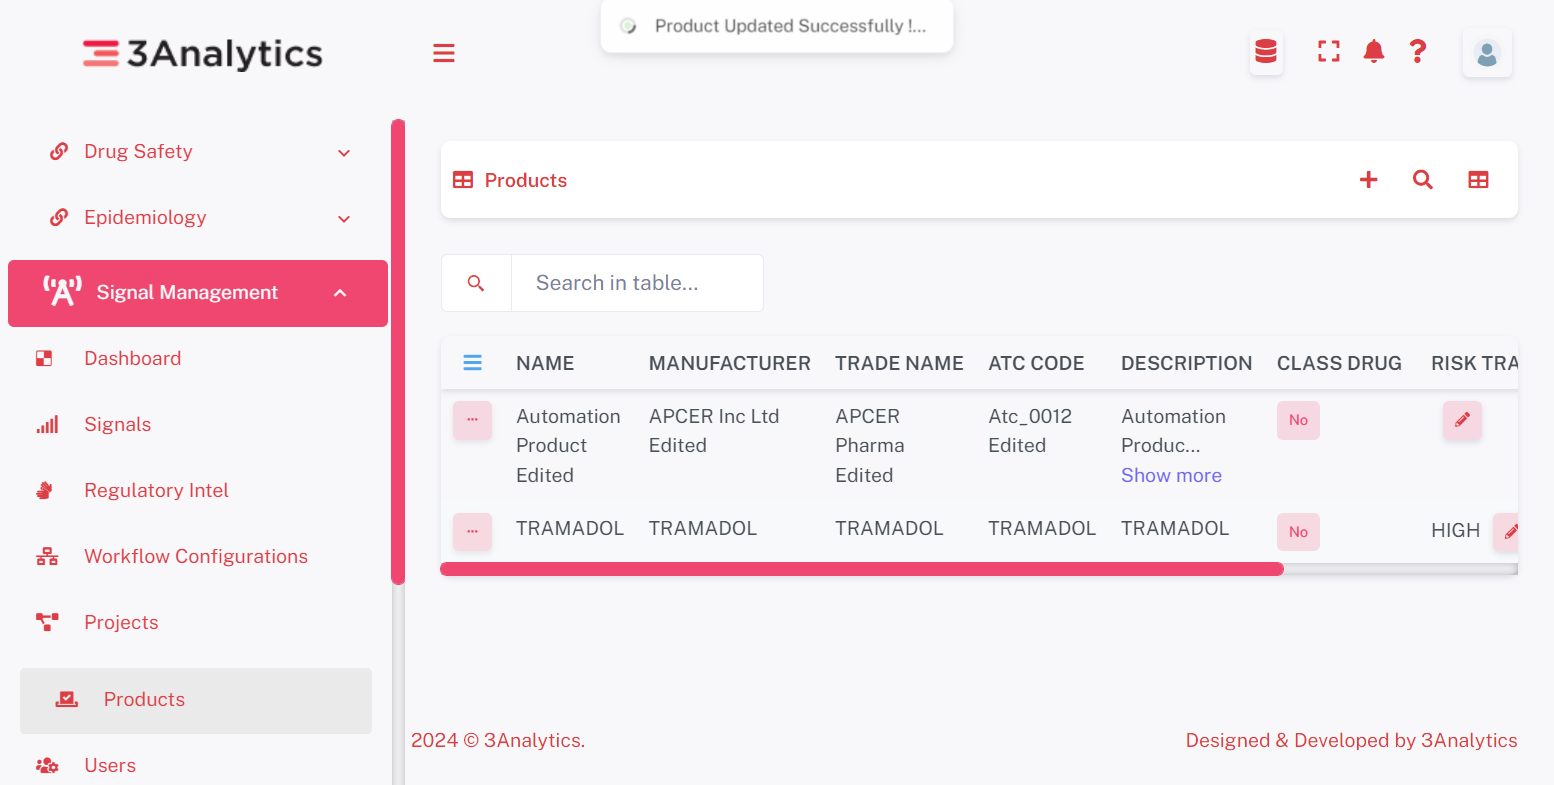 Product Updated Successfully !...
3Analytics
Drug Safety
Epidemiology
Signal Management
Dashboard
Signals
Regulatory Intel
Workflow Configurations
Projects
Products
Users
Products
Search in table...
NAME MANUFACTURER TRADE NAME ATC CODE DESCRIPTION CLASS DRUG RISK TRA
Automation APCER Inc Ltd APCER Atc_0012 Automation No
Product Edited Pharma Edited Produc...
Edited Edited Show more
TRAMADOL TRAMADOL TRAMADOL TRAMADOL TRAMADOL No HIGH
2024 © 3Analytics. Designed & Developed by 3Analytics